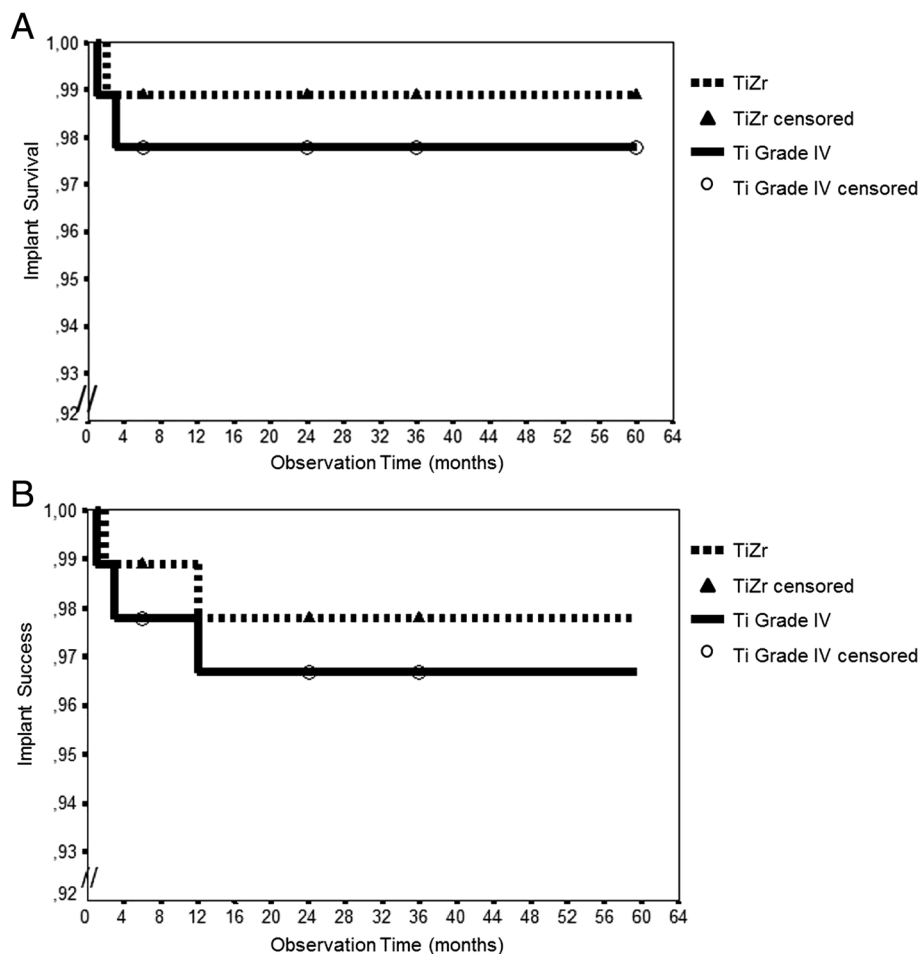 A
1,00
,99
,98
,97
,96
,95
,94
,93
,92
Implant Survival
0 4 8 12 16 20 24 28 32 36 40 44 48 52 56 60 64
Observation Time (months)
TiZr
TiZr censored
Ti Grade IV
Ti Grade IV censored
B
1,00
,99
,98
,97
,96
,95
,94
,93
,92
Implant Success
0 4 8 12 16 20 24 28 32 36 40 44 48 52 56 60 64
Observation Time (months)
TiZr
TiZr censored
Ti Grade IV
Ti Grade IV censored